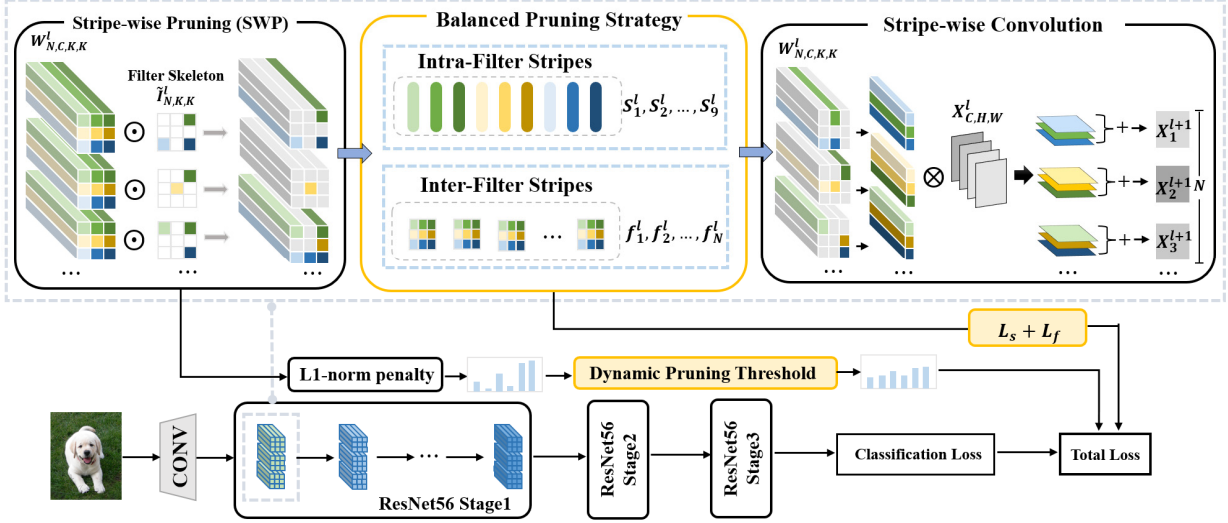 Stripe-wise Pruning (SWP)
W^l_{N,C,K,K}
Filter Skeleton
Ĩ^l_{N,K,K}
...
...
...
Balanced Pruning Strategy
Intra-Filter Stripes
S^l_1, S^l_2, ..., S^l_9
Inter-Filter Stripes
...
f^l_1, f^l_2, ..., f^l_N
Stripe-wise Convolution
W^l_{N,C,K,K}
X^l_{C,H,W}
+
X^{l+1}_1
+
X^{l+1}_2
N
+
X^{l+1}_3
...
...
...
...
L_s + L_f
L1-norm penalty
Dynamic Pruning Threshold
CONV
...
ResNet56 Stage1
ResNet56
Stage2
ResNet56
Stage3
Classification Loss
Total Loss